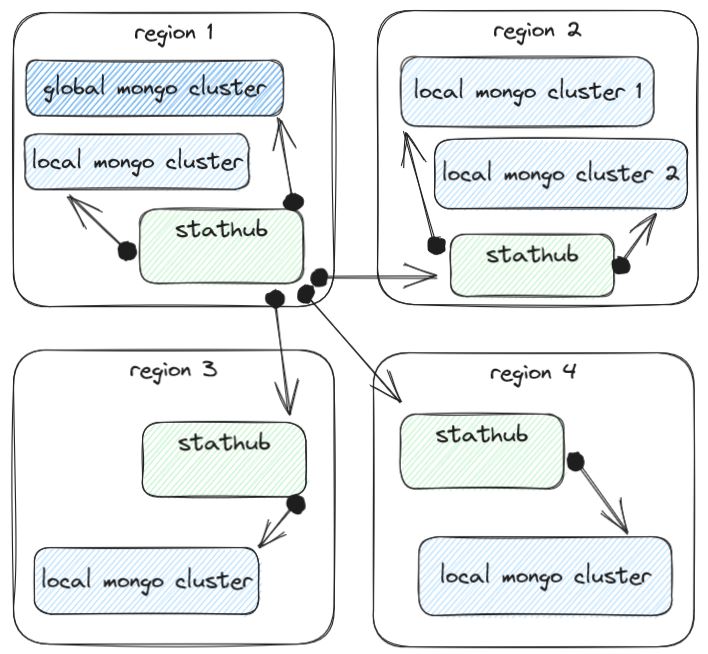 region 1
global mongo cluster
local mongo cluster
stathub
region 2
local mongo cluster 1
local mongo cluster 2
stathub
region 3
stathub
local mongo cluster
region 4
stathub
local mongo cluster